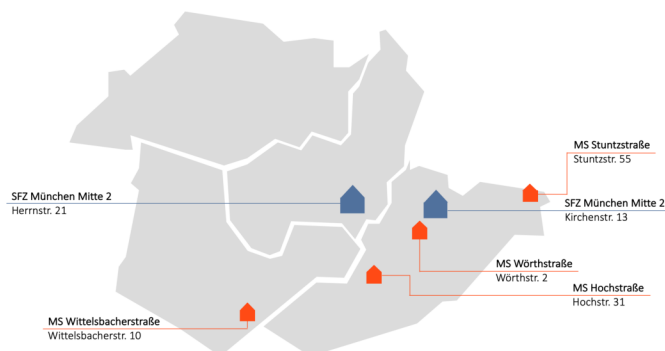 MS Stuntzstraße
Stuntzstr. 55
SFZ München Mitte 2
Herrnstr. 21
SFZ München Mitte 2
Kirchenstr. 13
MS Wörthstraße
Wörthstr. 2
MS Hochstraße
Hochstr. 31
MS Wittelsbacherstraße
Wittelsbacherstr. 10